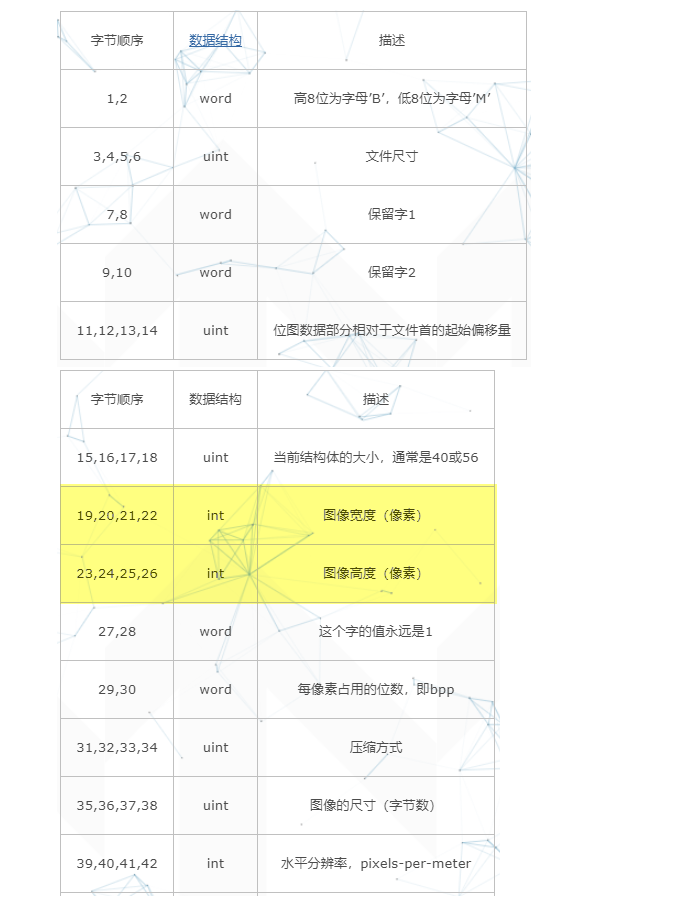 字节顺序 数据结构 描述
1,2 word 高8位为字母’B’，低8位为字母’M’
3,4,5,6 uint 文件尺寸
7,8 word 保留字1
9,10 word 保留字2
11,12,13,14 uint 位图数据部分相对于文件首的起始偏移量
字节顺序 数据结构 描述
15,16,17,18 uint 当前结构体的大小，通常是40或56
19,20,21,22 int 图像宽度（像素）
23,24,25,26 int 图像高度（像素）
27,28 word 这个字的值永远是1
29,30 word 每像素占用的位数，即bpp
31,32,33,34 uint 压缩方式
35,36,37,38 uint 图像的尺寸（字节数）
39,40,41,42 int 水平分辨率，pixels-per-meter